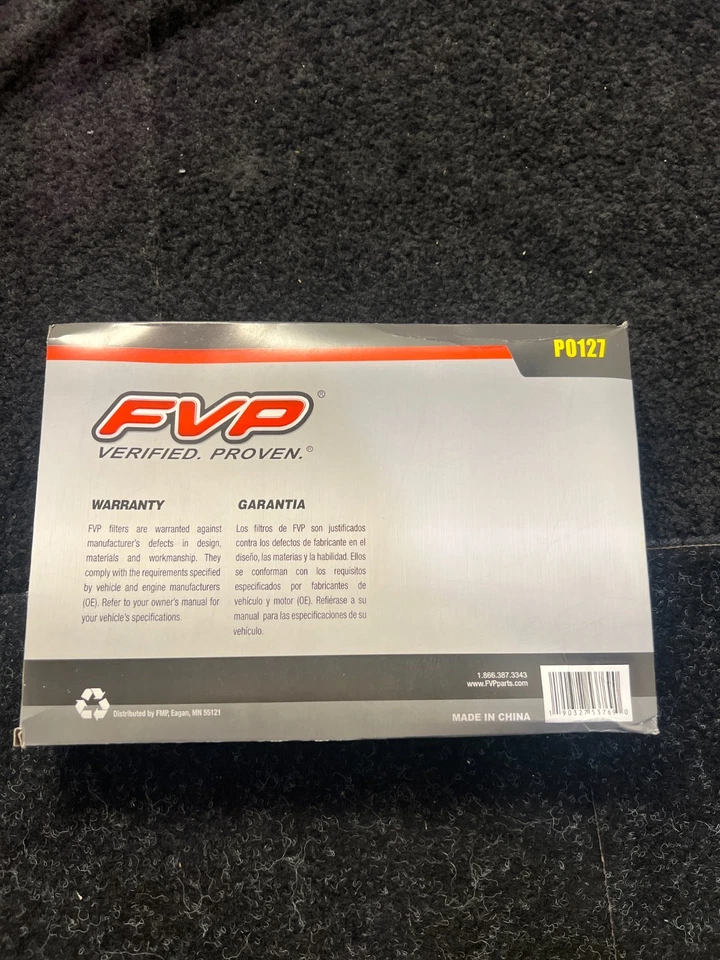 P0127
FVP®
VERIFIED. PROVEN.®
WARRANTY
FVP filters are warranted against
manufacturer's defects in design,
materials and workmanship. They
comply with the requirements specified
by vehicle and engine manufacturers
(OE). Refer to your owner's manual for
your vehicle's specifications.
GARANTIA
Los filtros de FVP son justificados
contra los defectos de fabricante en el
diseño, las materias y la habilidad. Ellos
se conforman con los requisitos
especificados por fabricantes de
vehículo y motor (OE). Refiérase a su
manual para las especificaciones de su
vehículo.
Distributed by FMP, Eagan, MN 55121
1.866.387.3343
www.FVPparts.com
MADE IN CHINA
1 90327 55769 0